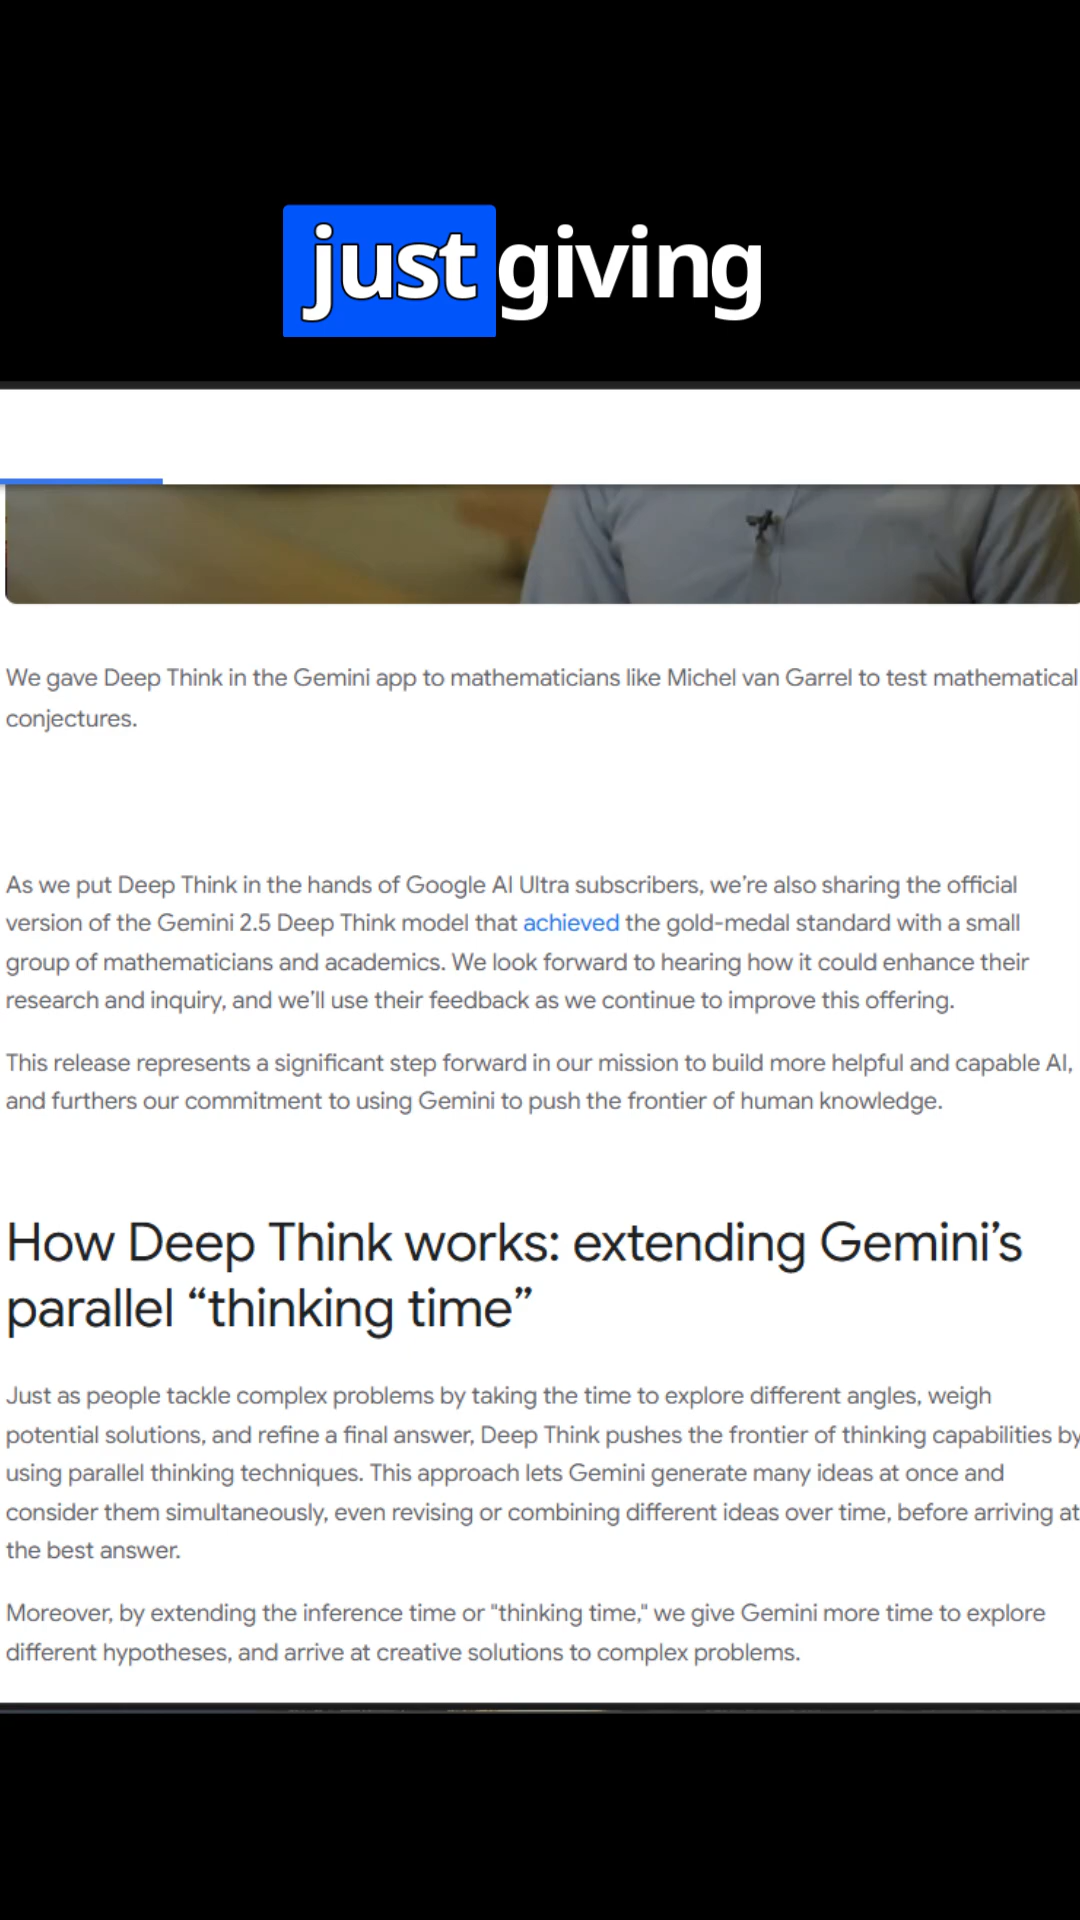 just giving
We gave Deep Think in the Gemini app to mathematicians like Michel van Garrel to test mathematical
conjectures.
As we put Deep Think in the hands of Google AI Ultra subscribers, we’re also sharing the official
version of the Gemini 2.5 Deep Think model that achieved the gold-medal standard with a small
group of mathematicians and academics. We look forward to hearing how it could enhance their
research and inquiry, and we’ll use their feedback as we continue to improve this offering.
This release represents a significant step forward in our mission to build more helpful and capable AI,
and furthers our commitment to using Gemini to push the frontier of human knowledge.
How Deep Think works: extending Gemini’s
parallel “thinking time”
Just as people tackle complex problems by taking the time to explore different angles, weigh
potential solutions, and refine a final answer, Deep Think pushes the frontier of thinking capabilities by
using parallel thinking techniques. This approach lets Gemini generate many ideas at once and
consider them simultaneously, even revising or combining different ideas over time, before arriving at
the best answer.
Moreover, by extending the inference time or "thinking time," we give Gemini more time to explore
different hypotheses, and arrive at creative solutions to complex problems.